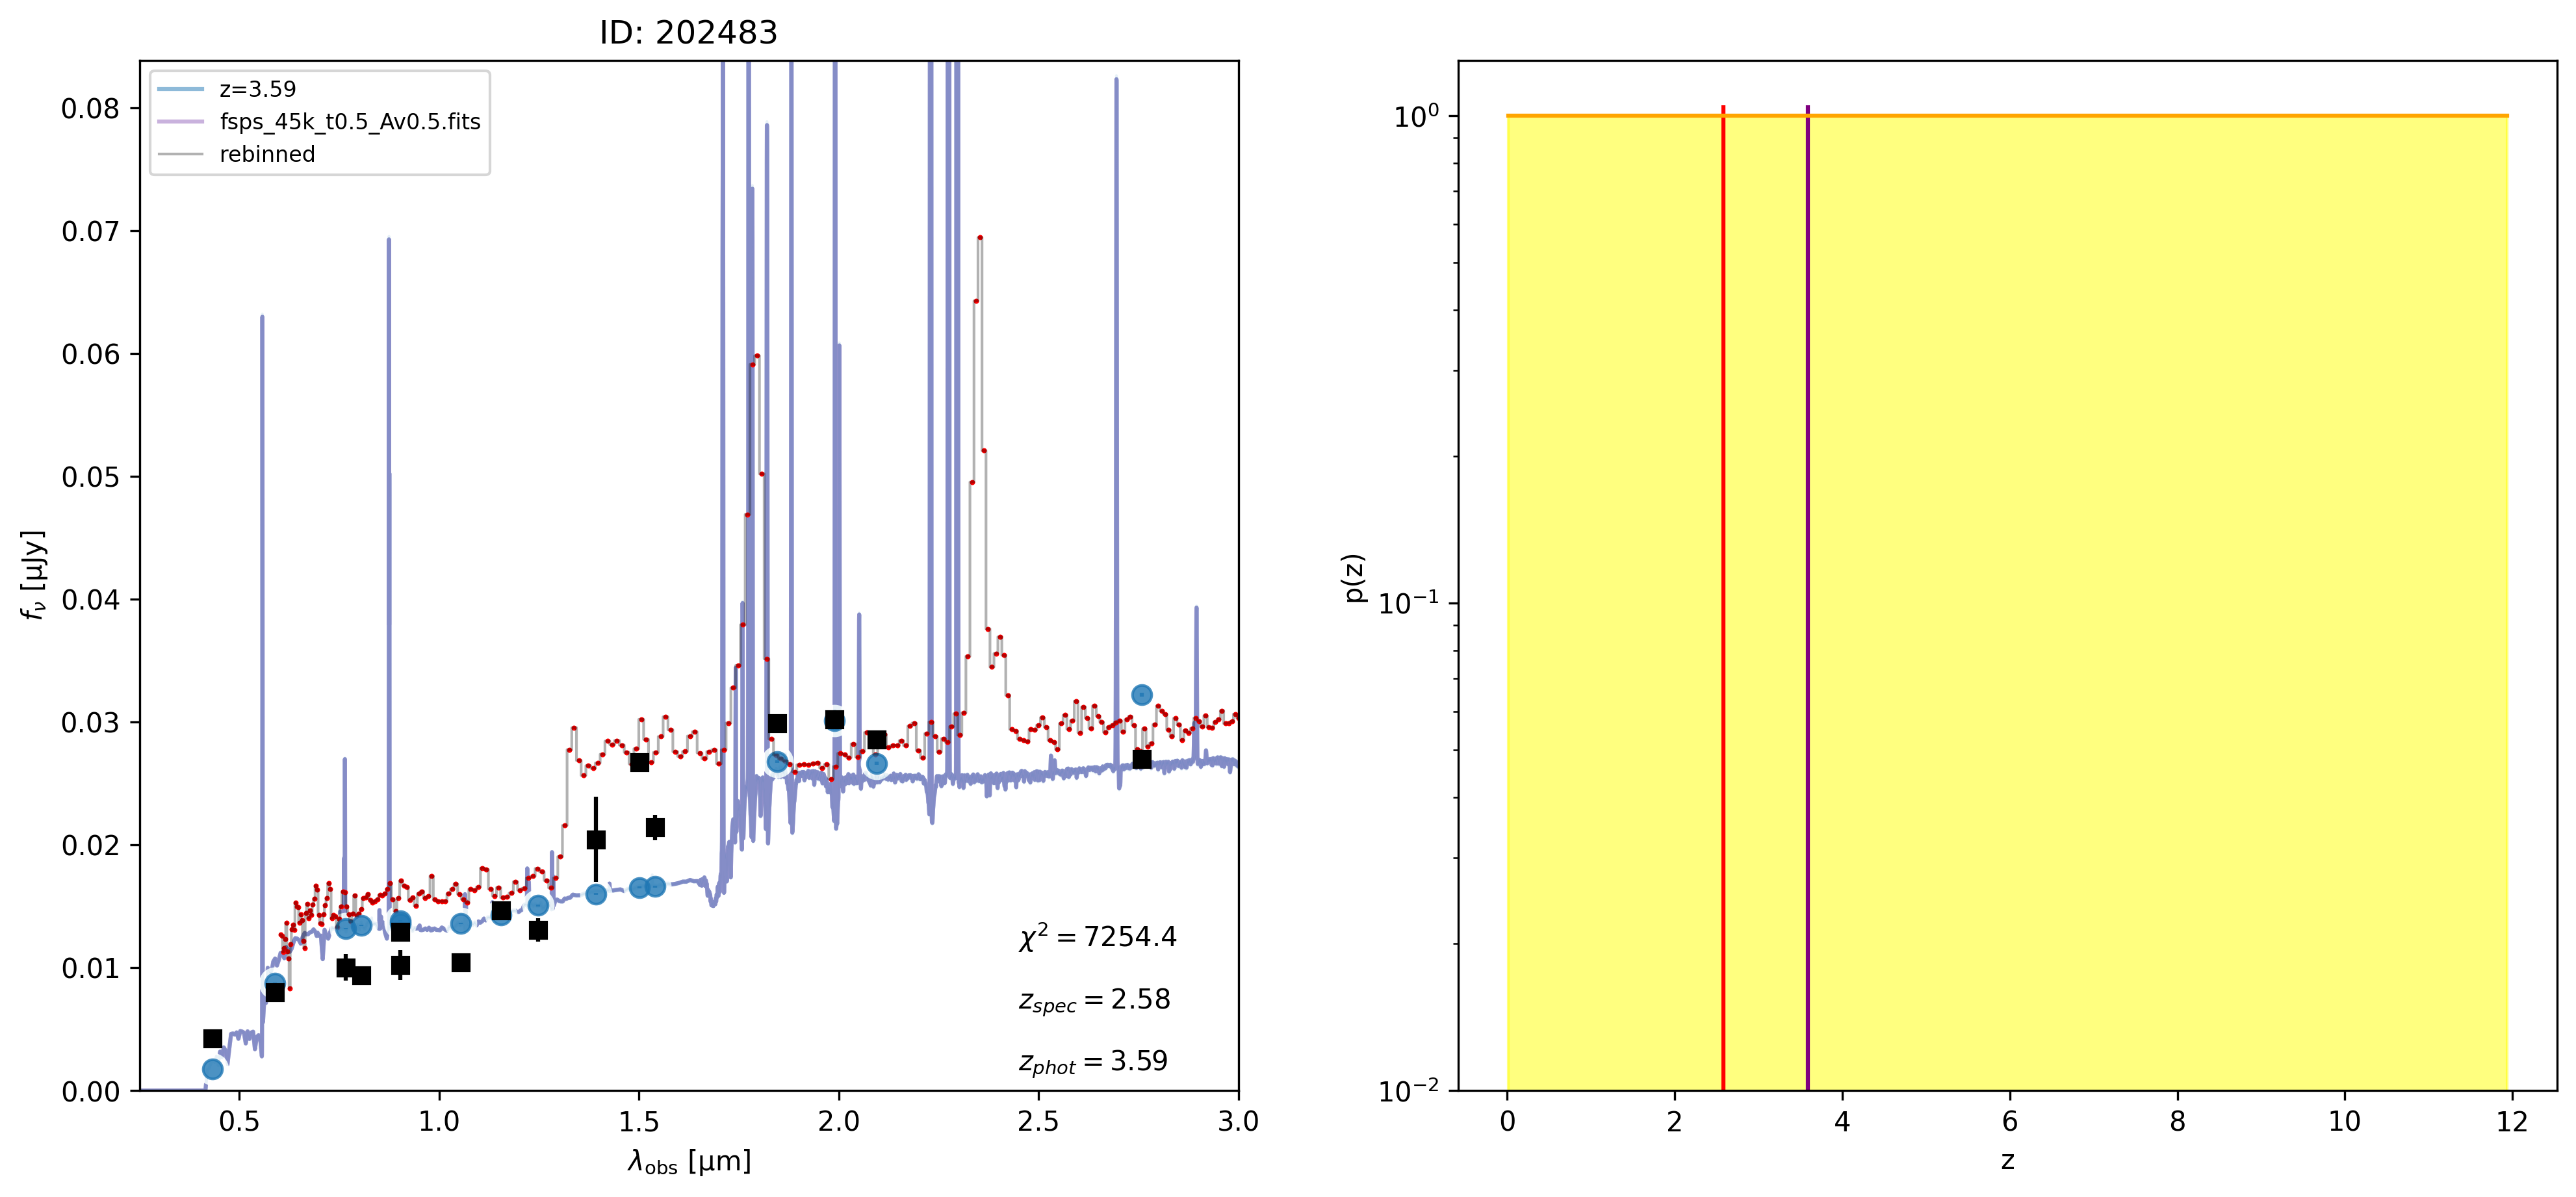 ID: 202483
z=3.59
fsps_45k_t0.5_Av0.5.fits
rebinned
0.08
0.07
0.06
0.05
0.04
0.03
0.02
0.01
0.00
fν [μJy]
χ² = 7254.4
z_spec = 2.58
z_phot = 3.59
0.5 1.0 1.5 2.0 2.5 3.0
λobs [μm]
10⁰
10⁻¹
10⁻²
p(z)
0 2 4 6 8 10 12
z